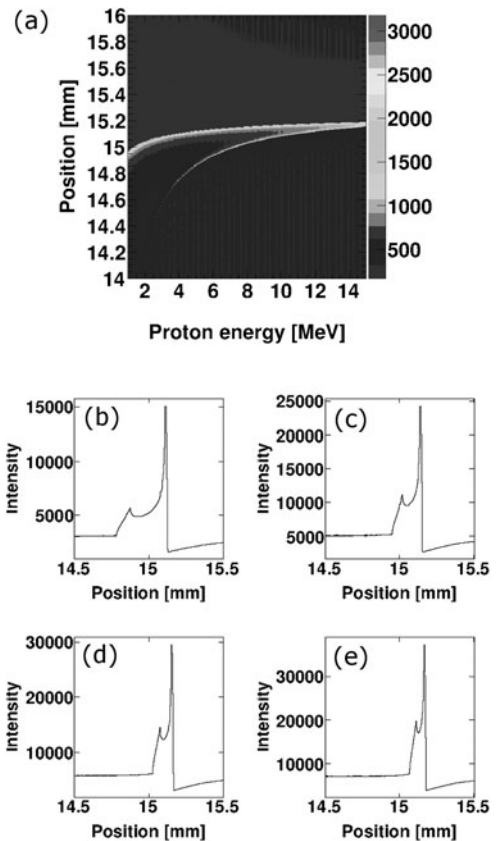 (a)
Position [mm]
16
15.8
15.6
15.4
15.2
15
14.8
14.6
14.4
14.2
14
2 4 6 8 10 12 14
Proton energy [MeV]
3000
2500
2000
1500
1000
500
(b)
Intensity
15000
10000
5000
14.5 15 15.5
Position [mm]
(c)
Intensity
25000
20000
15000
10000
5000
14.5 15 15.5
Position [mm]
(d)
Intensity
30000
20000
10000
14.5 15 15.5
Position [mm]
(e)
Intensity
30000
20000
10000
14.5 15 15.5
Position [mm]